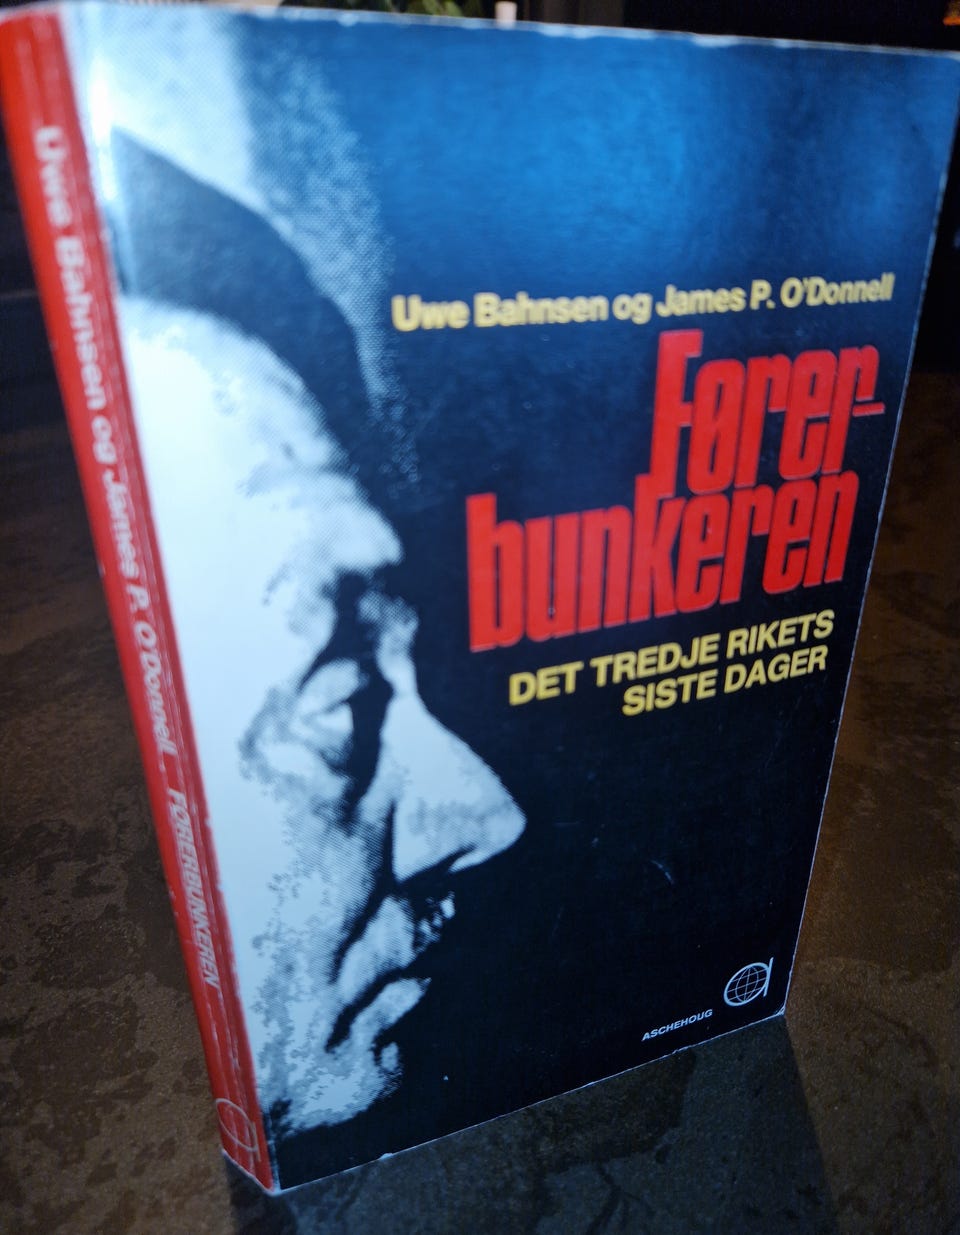 Uwe Bahnsen og James P. O'Donnell
Fører-
bunkeren
DET TREDJE RIKETS
SISTE DAGER
ASCHEHOUG
Uwe Bahnsen og James P. O'Donnell FØRERBUNKEREN